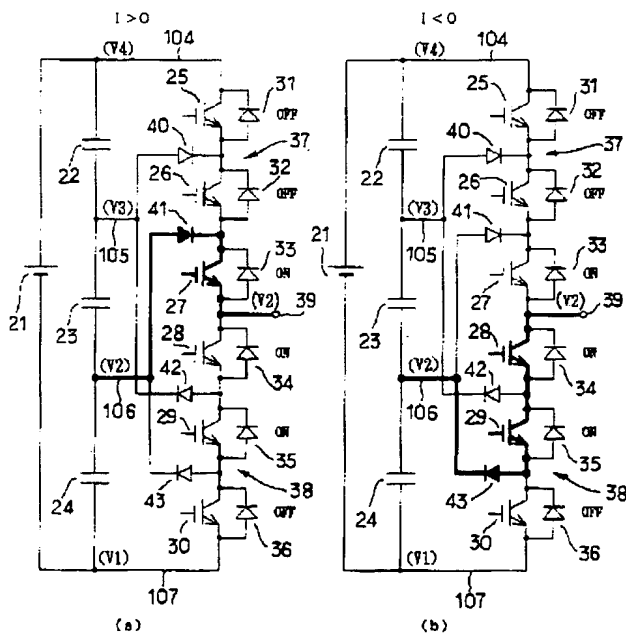 I > 0
I < 0
(V4)
104
25
31
OFF
40
37
22
26
32
OFF
(V3)
41
105
33
21
27
ON
(V2)
39
23
28
ON
(V2)
42
34
106
29
ON
35
24
43
38
30
OFF
36
(V1)
107
(a)
(V4)
104
25
31
OFF
40
37
22
26
32
OFF
(V3)
41
105
33
21
27
ON
(V2)
39
23
28
ON
(V2)
42
34
106
29
ON
35
24
43
38
30
OFF
36
(V1)
107
(b)